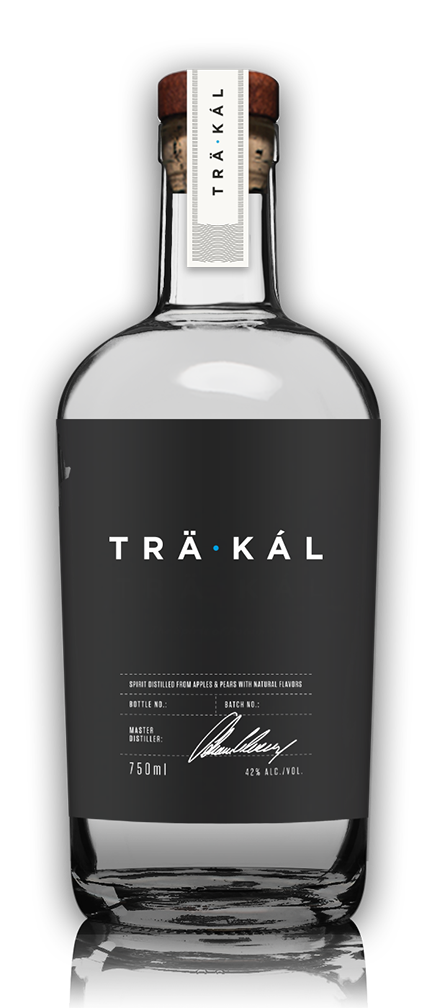 TRÄ·KÁL
TRÄ·KÁL
SPIRIT DISTILLED FROM APPLES & PEARS WITH NATURAL FLAVORS
BOTTLE NO.: BATCH NO.:
MASTER
DISTILLER:
750ml 42% ALC./VOL.